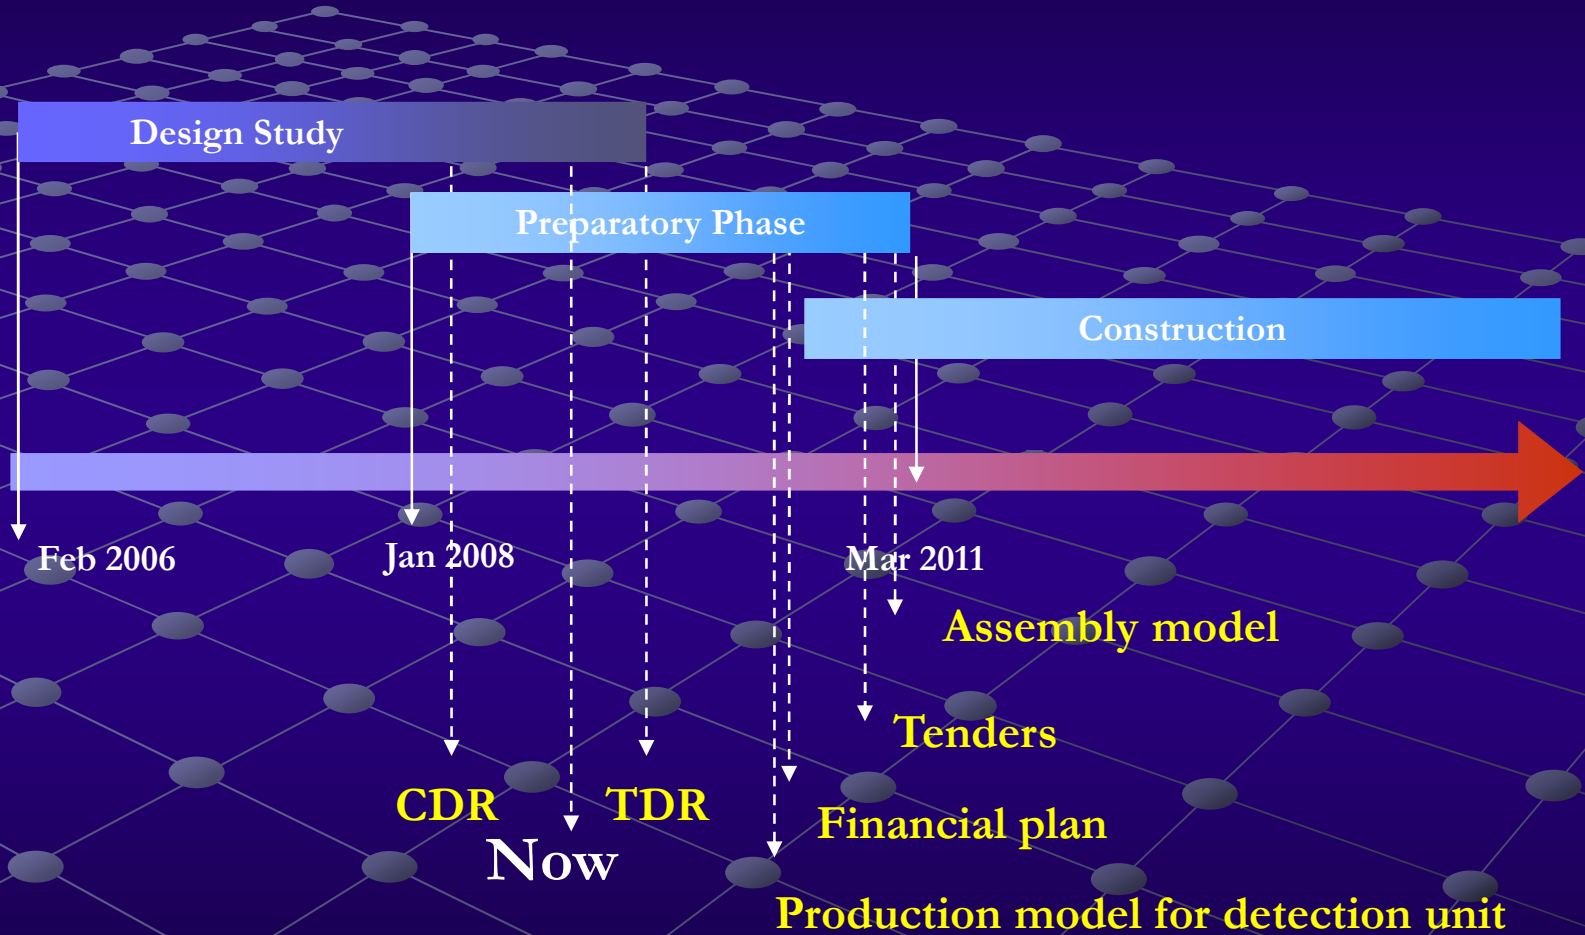 Design Study
Preparatory Phase
Construction
Feb 2006
Jan 2008
Mar 2011
Assembly model
Tenders
CDR
TDR
Financial plan
Now
Production model for detection unit